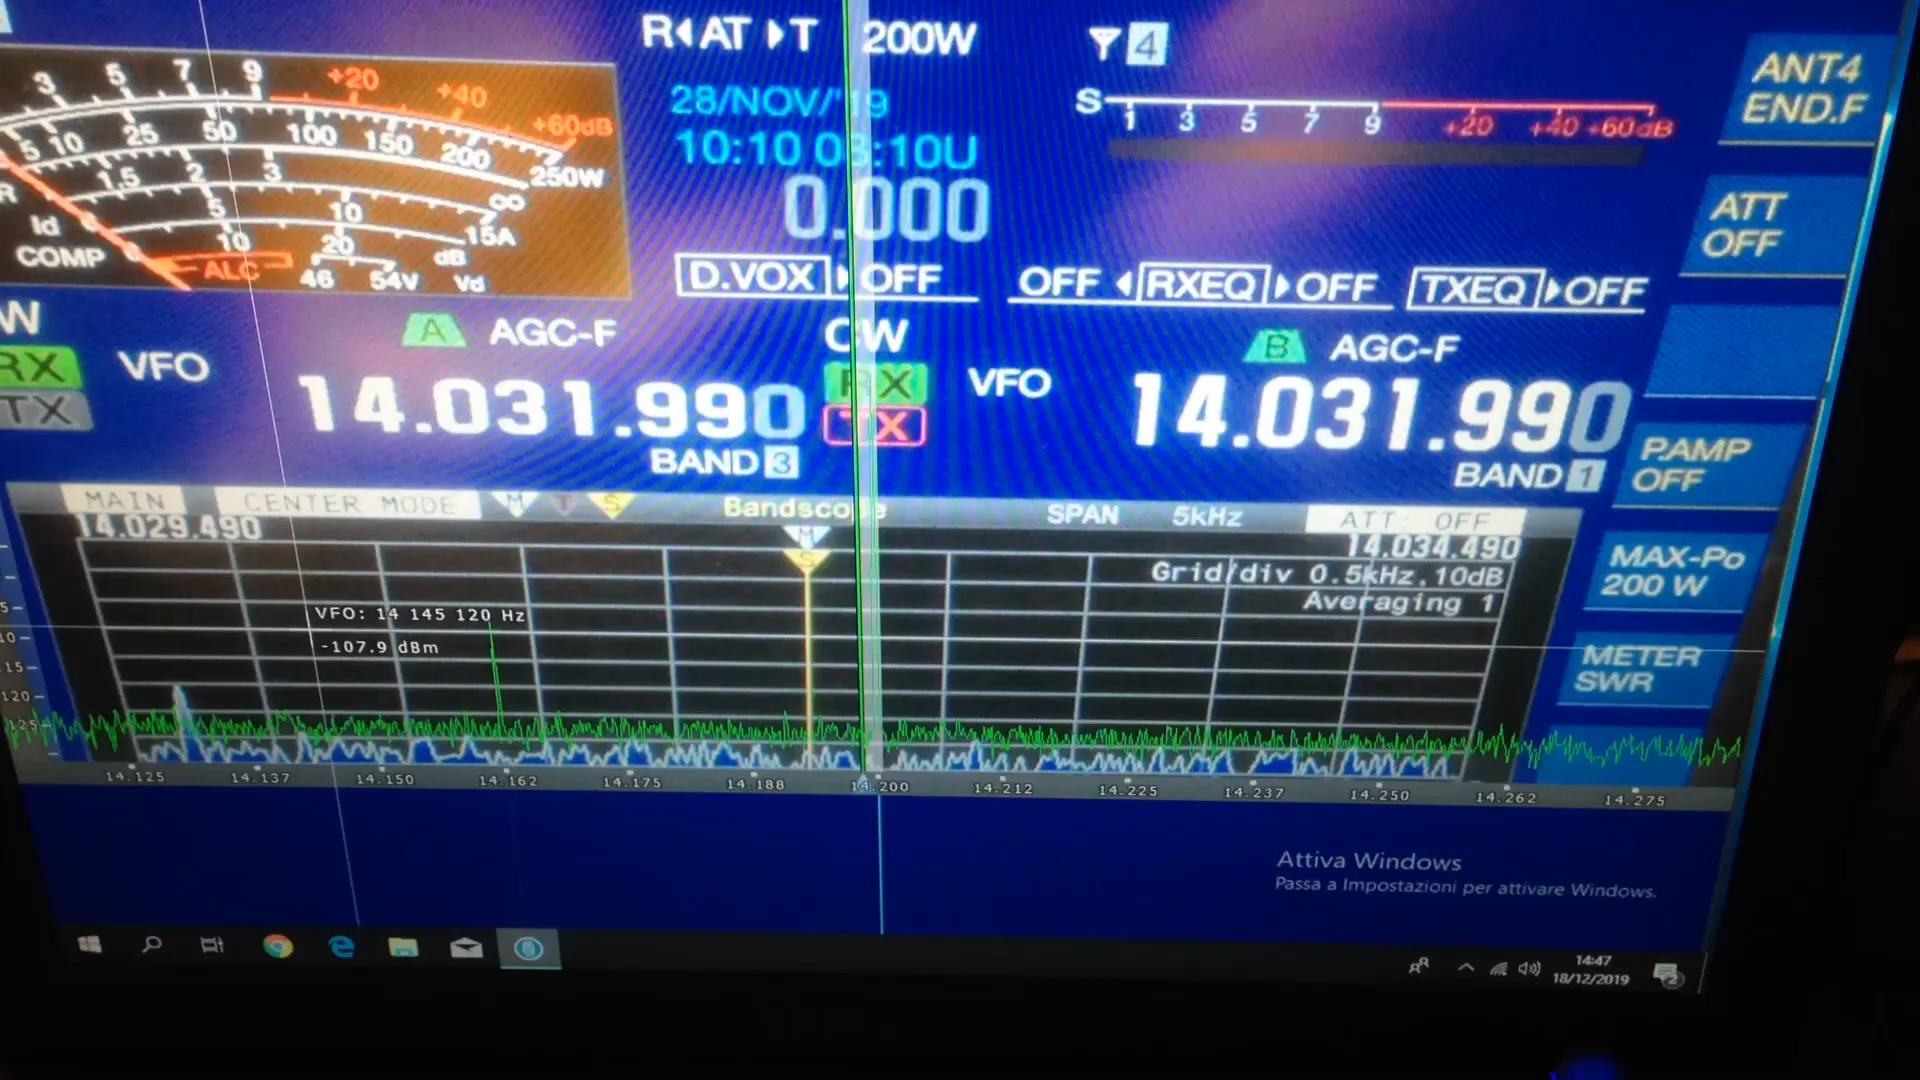 R◀AT▶T 200W
4
ANT4
END.F
3 5 7 9 +20 +40 +60dB
5 10 25 50 100 150 200 250W
1.5 2 3 ∞
Id 5 10 15A
COMP 0 10 20 dB
ALC 46 54V Vd
28/NOV/'19
10:10 08:10U
0.000
S 1 3 5 7 9 +20 +40 +60dB
ATT
OFF
D.VOX▶OFF
OFF◀RXEQ▶OFF
TXEQ▶OFF
A AGC-F
CW
B AGC-F
RX VFO
TX
14.031.990
BAND 3
RX VFO
TX
14.031.990
BAND 1
P.AMP
OFF
MAIN CENTER MODE M T S Bandscope SPAN 5kHz ATT: OFF
14.029.490
M
S
14.034.490
Grid/div 0.5kHz,10dB
Averaging 1
MAX-Po
200 W
METER
SWR
VFO: 14 145 120 Hz
-107.9 dBm
14.125 14.137 14.150 14.162 14.175 14.188 14.200 14.212 14.225 14.237 14.250 14.262 14.275
Attiva Windows
Passa a Impostazioni per attivare Windows.
14:47
18/12/2019
2